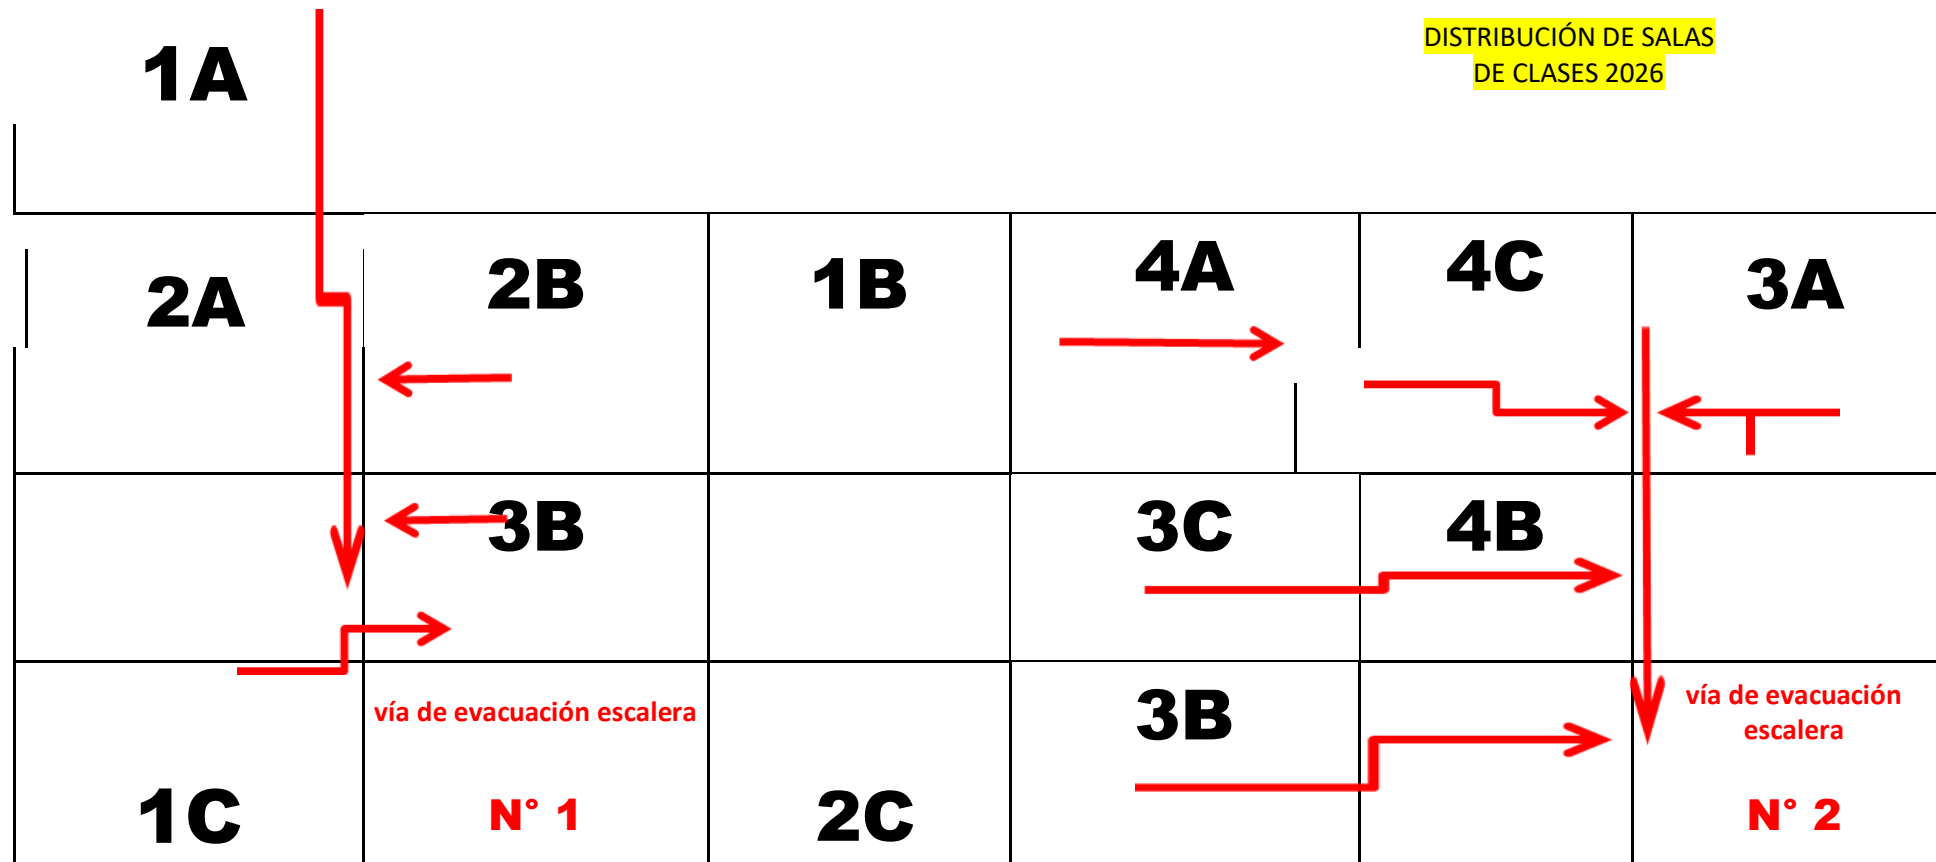 DISTRIBUCIÓN DE SALAS
DE CLASES 2026
1A
2A
2B
1B
4A
4C
3A
3B
3C
4B
vía de evacuación escalera
3B
vía de evacuación
escalera
1C
N° 1
2C
N° 2